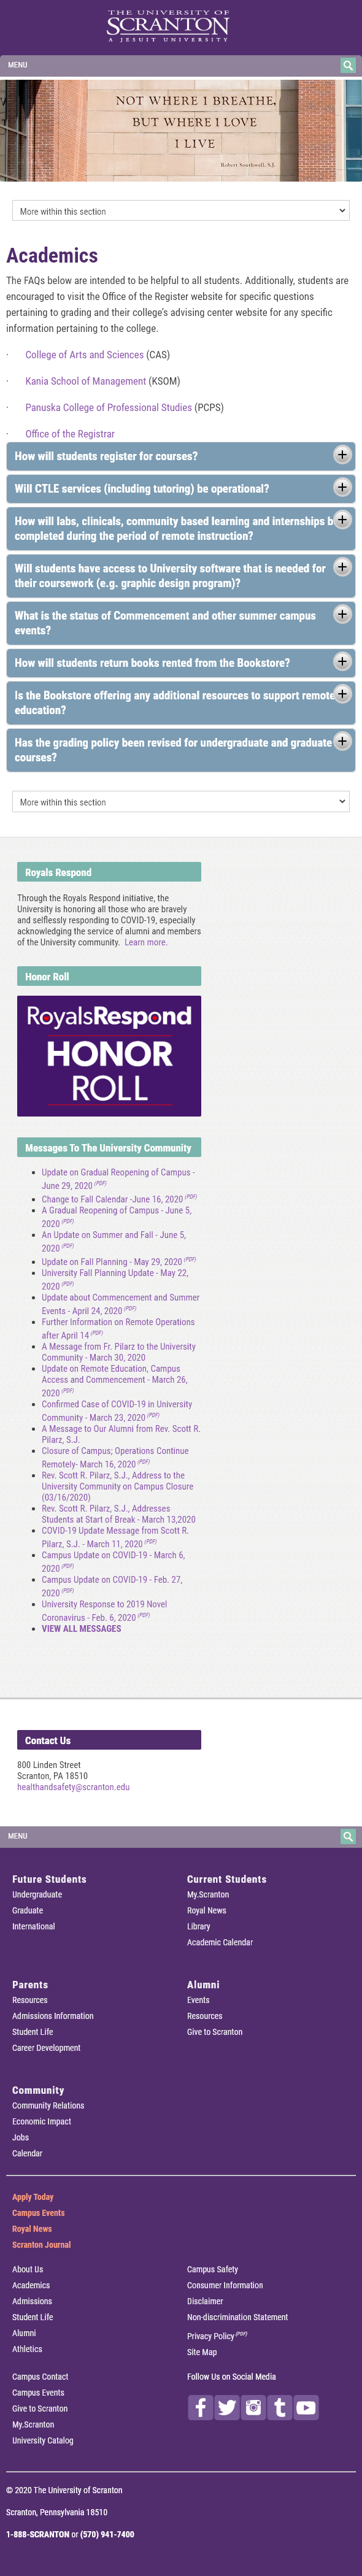 THE UNIVERSITY OF
SCRANTON
A JESUIT UNIVERSITY
MENU
NOT WHERE I BREATHE,
BUT WHERE I LOVE
I LIVE
Robert Southwell, S.J.
More within this section
Academics
The FAQs below are intended to be helpful to all students. Additionally, students are
encouraged to visit the Office of the Register website for specific questions
pertaining to grading and their college's advising center website for any specific
information pertaining to the college.
· College of Arts and Sciences (CAS)
· Kania School of Management (KSOM)
· Panuska College of Professional Studies (PCPS)
· Office of the Registrar
How will students register for courses?
Will CTLE services (including tutoring) be operational?
How will labs, clinicals, community based learning and internships b
completed during the period of remote instruction?
Will students have access to University software that is needed for
their coursework (e.g. graphic design program)?
What is the status of Commencement and other summer campus
events?
How will students return books rented from the Bookstore?
Is the Bookstore offering any additional resources to support remote
education?
Has the grading policy been revised for undergraduate and graduate
courses?
More within this section
Royals Respond
Through the Royals Respond initiative, the
University is honoring all those who are bravely
and selflessly responding to COVID-19, especially
acknowledging the service of alumni and members
of the University community. Learn more.
Honor Roll
RoyalsRespond
HONOR
ROLL
Messages To The University Community
Update on Gradual Reopening of Campus -
June 29, 2020 (PDF)
Change to Fall Calendar -June 16, 2020 (PDF)
A Gradual Reopening of Campus - June 5,
2020 (PDF)
An Update on Summer and Fall - June 5,
2020 (PDF)
Update on Fall Planning - May 29, 2020 (PDF)
University Fall Planning Update - May 22,
2020 (PDF)
Update about Commencement and Summer
Events - April 24, 2020 (PDF)
Further Information on Remote Operations
after April 14 (PDF)
A Message from Fr. Pilarz to the University
Community - March 30, 2020
Update on Remote Education, Campus
Access and Commencement - March 26,
2020 (PDF)
Confirmed Case of COVID-19 in University
Community - March 23, 2020 (PDF)
A Message to Our Alumni from Rev. Scott R.
Pilarz, S.J.
Closure of Campus; Operations Continue
Remotely- March 16, 2020 (PDF)
Rev. Scott R. Pilarz, S.J., Address to the
University Community on Campus Closure
(03/16/2020)
Rev. Scott R. Pilarz, S.J., Addresses
Students at Start of Break - March 13,2020
COVID-19 Update Message from Scott R.
Pilarz, S.J. - March 11, 2020 (PDF)
Campus Update on COVID-19 - March 6,
2020 (PDF)
Campus Update on COVID-19 - Feb. 27,
2020 (PDF)
University Response to 2019 Novel
Coronavirus - Feb. 6, 2020 (PDF)
VIEW ALL MESSAGES
Contact Us
800 Linden Street
Scranton, PA 18510
healthandsafety@scranton.edu
MENU
Future Students
Undergraduate
Graduate
International
Current Students
My.Scranton
Royal News
Library
Academic Calendar
Parents
Resources
Admissions Information
Student Life
Career Development
Alumni
Events
Resources
Give to Scranton
Community
Community Relations
Economic Impact
Jobs
Calendar
Apply Today
Campus Events
Royal News
Scranton Journal
About Us
Academics
Admissions
Student Life
Alumni
Athletics
Campus Safety
Consumer Information
Disclaimer
Non-discrimination Statement
Privacy Policy (PDF)
Site Map
Campus Contact
Campus Events
Give to Scranton
My.Scranton
University Catalog
Follow Us on Social Media
© 2020 The University of Scranton
Scranton, Pennsylvania 18510
1-888-SCRANTON or (570) 941-7400